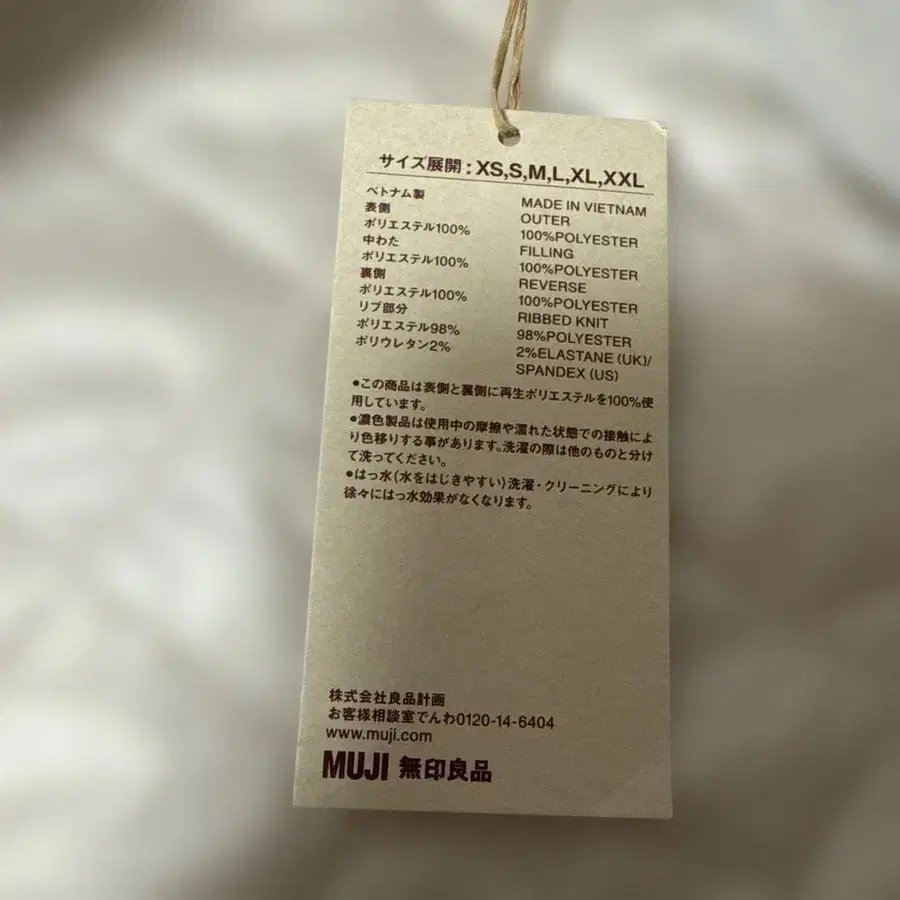 サイズ展開：XS,S,M,L,XL,XXL
ベトナム製
表側
ポリエステル100%
中わた
ポリエステル100%
裏側
ポリエステル100%
リブ部分
ポリエステル98%
ポリウレタン2%
MADE IN VIETNAM
OUTER
100%POLYESTER
FILLING
100%POLYESTER
REVERSE
100%POLYESTER
RIBBED KNIT
98%POLYESTER
2%ELASTANE (UK)/
SPANDEX (US)
●この商品は表側と裏側に再生ポリエステルを100%使
用しています。
●濃色製品は使用中の摩擦や濡れた状態での接触によ
り色移りする事があります。洗濯の際は他のものと分け
て洗ってください。
●はっ水（水をはじきやすい）洗濯・クリーニングにより
徐々にはっ水効果がなくなります。
株式会社良品計画
お客様相談室でんわ0120-14-6404
www.muji.com
MUJI 無印良品